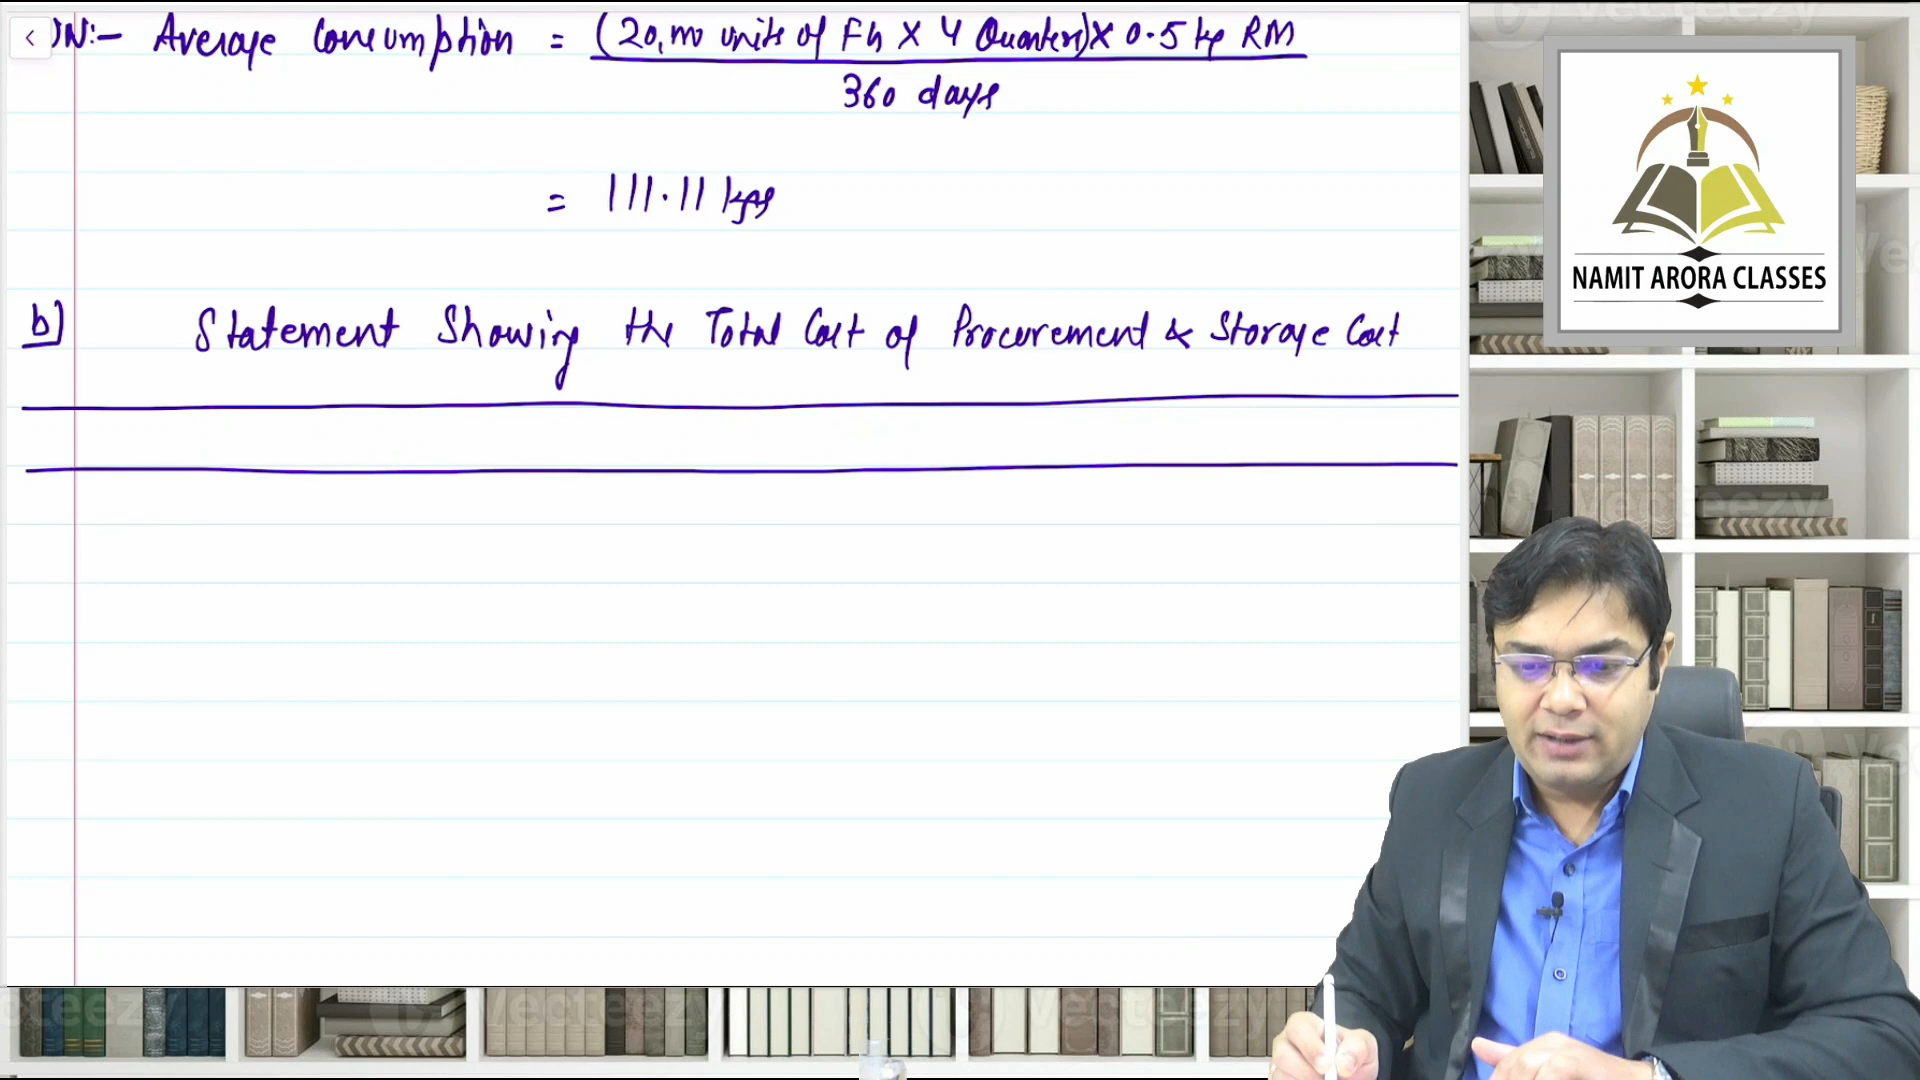 N:- Average Consumption = (20,000 units of FG X 4 Quarters) X 0.5 kg RM
360 days
= 111.11 kgs
b) Statement Showing the Total Cost of Procurement & Storage Cost
NAMIT ARORA CLASSES
Vecteezy